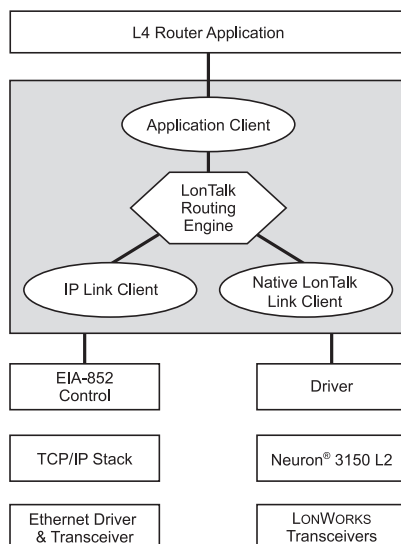 L4 Router Application
Application Client
LonTalk
Routing
Engine
IP Link Client
Native LonTalk
Link Client
EIA-852
Control
Driver
TCP/IP Stack
Neuron® 3150 L2
Ethernet Driver
& Transceiver
LONWORKS
Transceivers